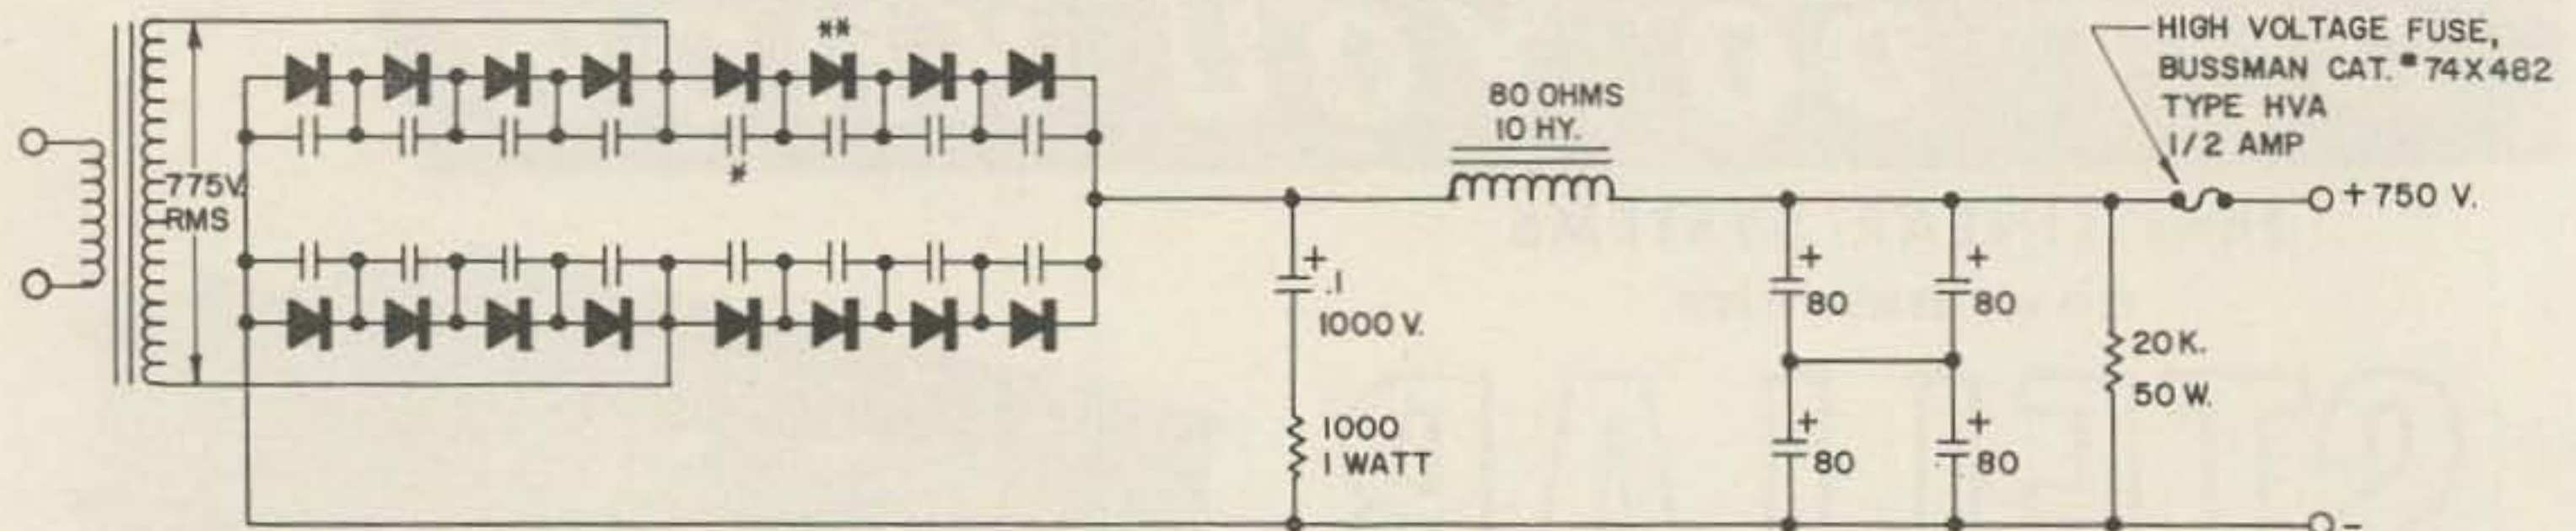 **
*
775V.
RMS
80 OHMS
10 HY.
HIGH VOLTAGE FUSE,
BUSSMAN CAT. #74X482
TYPE HVA
1/2 AMP
+750 V.
+
.1
1000 V.
1000
1 WATT
+
80
+
80
+
80
+
80
20 K.
50 W.
-